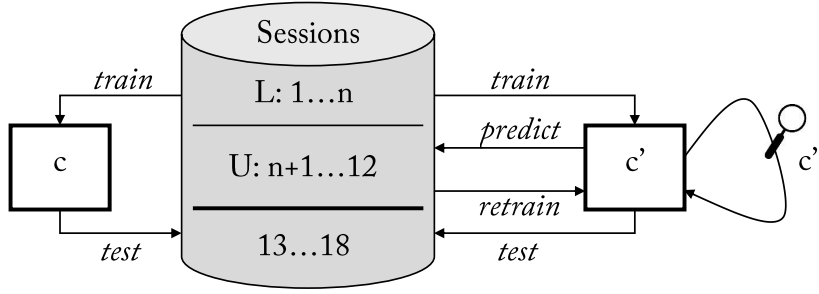 Sessions
train
L: 1...n
train
predict
c
U: n+1...12
c'
c'
retrain
test
13...18
test